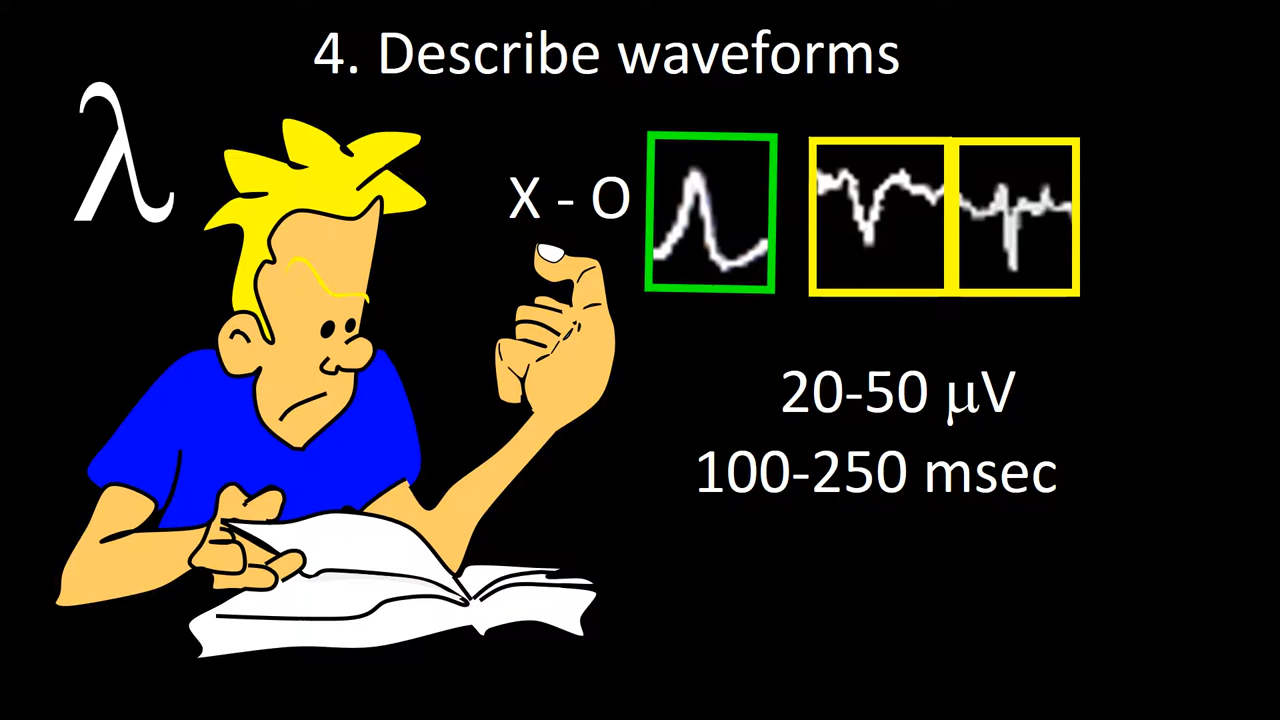 4. Describe waveforms
λ
X - O
20-50 μV
100-250 msec